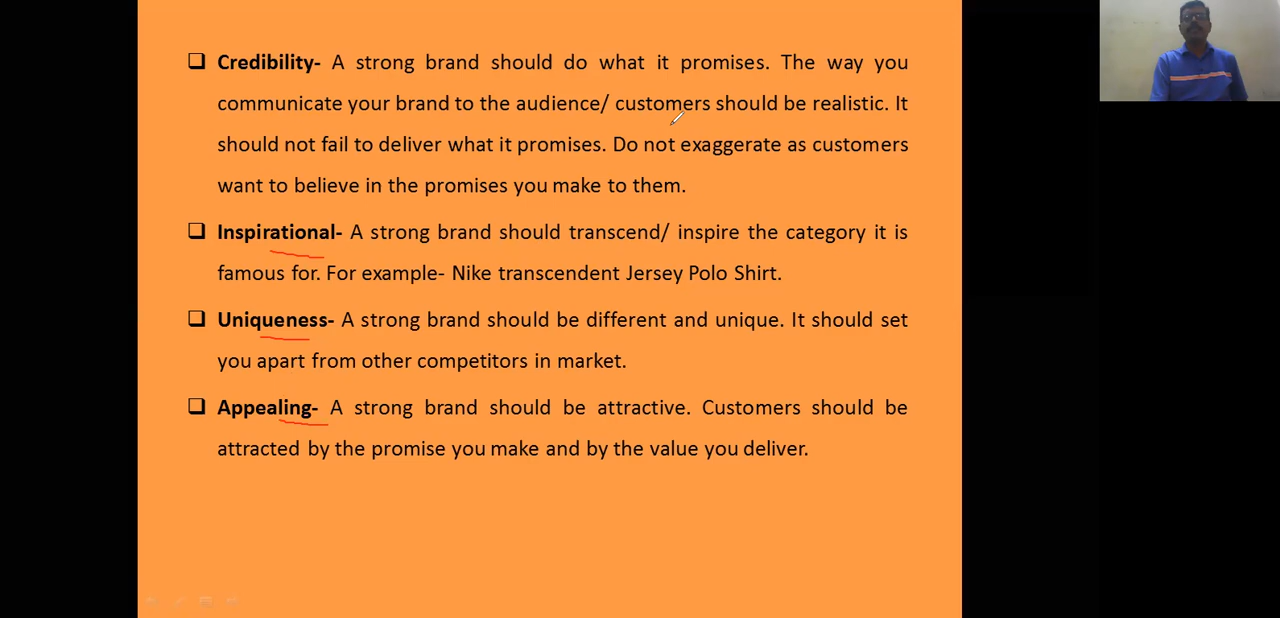 ❑ Credibility- A strong brand should do what it promises. The way you
communicate your brand to the audience/ customers should be realistic. It
should not fail to deliver what it promises. Do not exaggerate as customers
want to believe in the promises you make to them.
❑ Inspirational- A strong brand should transcend/ inspire the category it is
famous for. For example- Nike transcendent Jersey Polo Shirt.
❑ Uniqueness- A strong brand should be different and unique. It should set
you apart from other competitors in market.
❑ Appealing- A strong brand should be attractive. Customers should be
attracted by the promise you make and by the value you deliver.